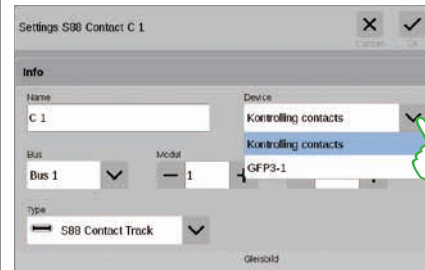 Settings S88 Contact C 1
Cancel Ok
Info
Name Device
C 1 Kontrolling contacts
Kontrolling contacts
Bus Modul
Bus 1 1
GFP3-1
Type
S88 Contact Track
Gleisbild